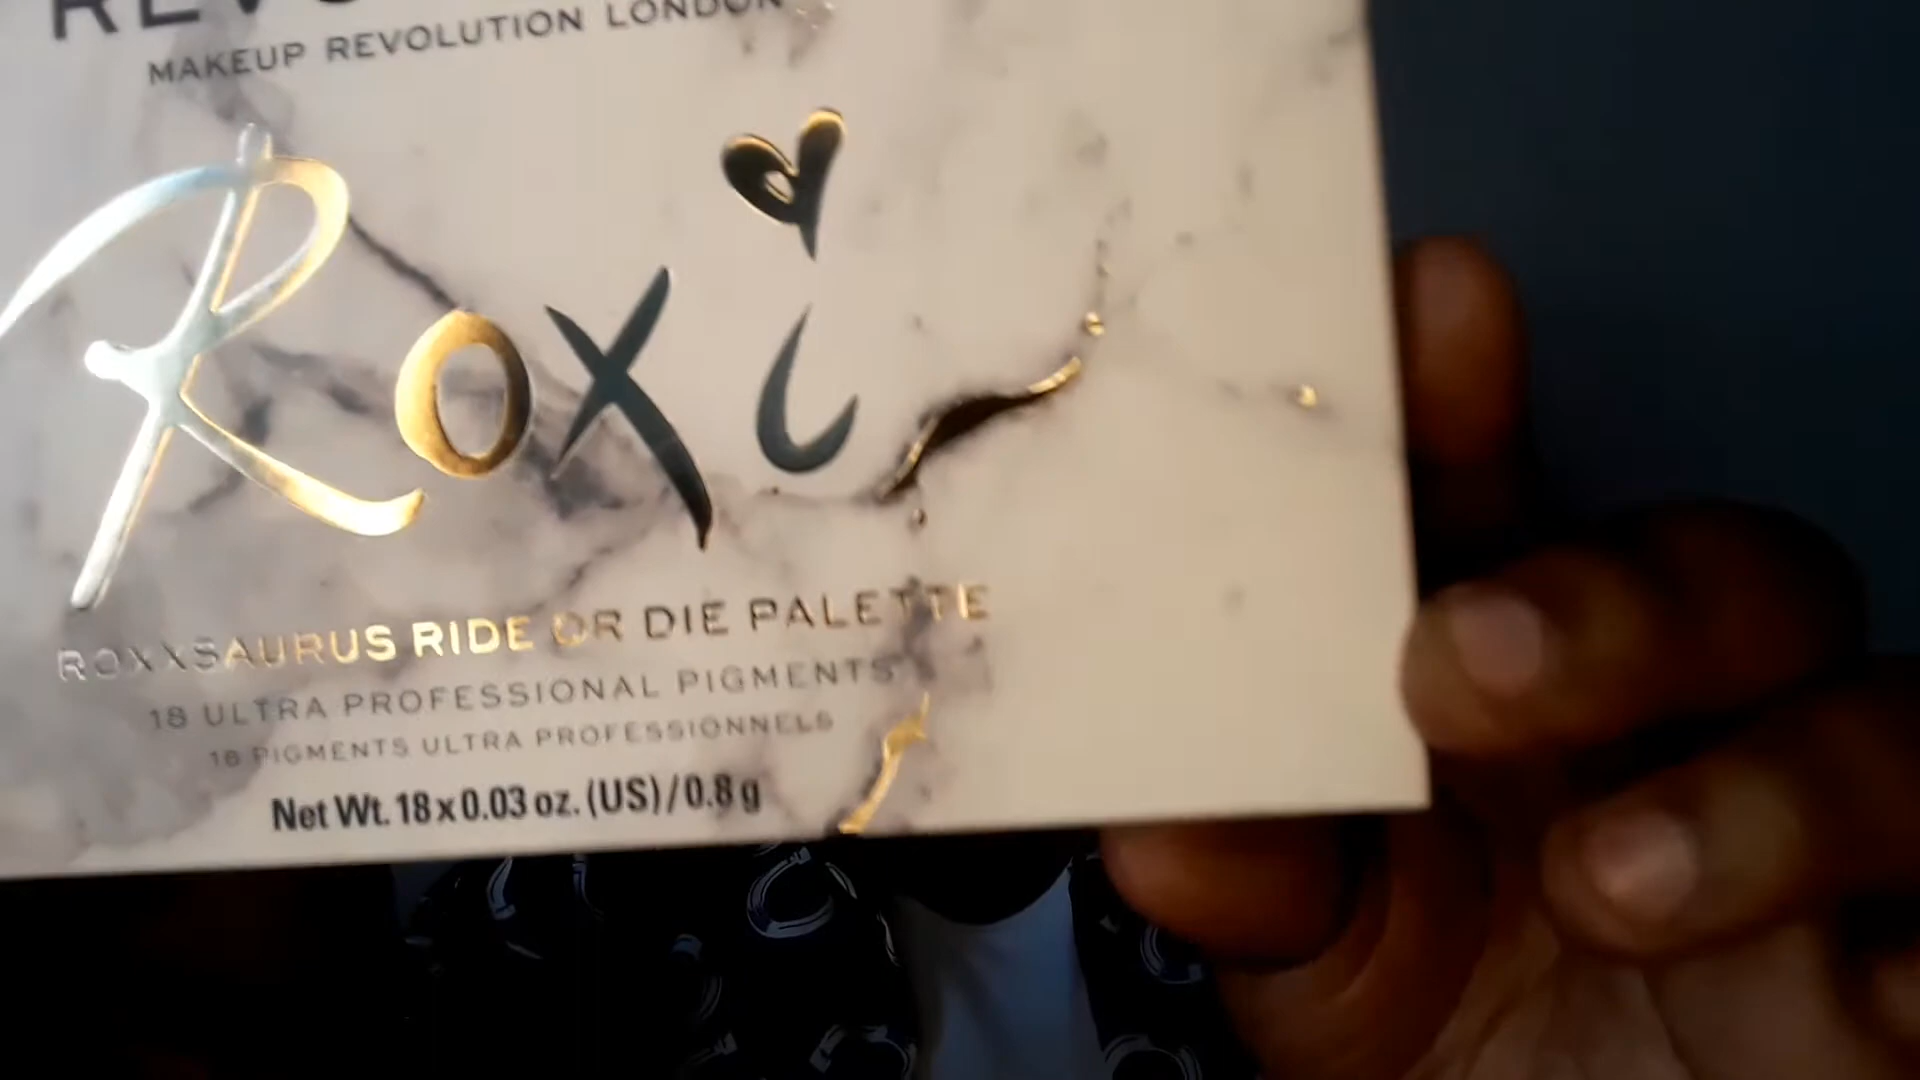 MAKEUP REVOLUTION LONDON
Roxi
ROXXSAURUS RIDE OR DIE PALETTE
18 ULTRA PROFESSIONAL PIGMENTS
18 PIGMENTS ULTRA PROFESSIONNELS
Net Wt. 18 x 0.03 oz. (US) / 0.8 g